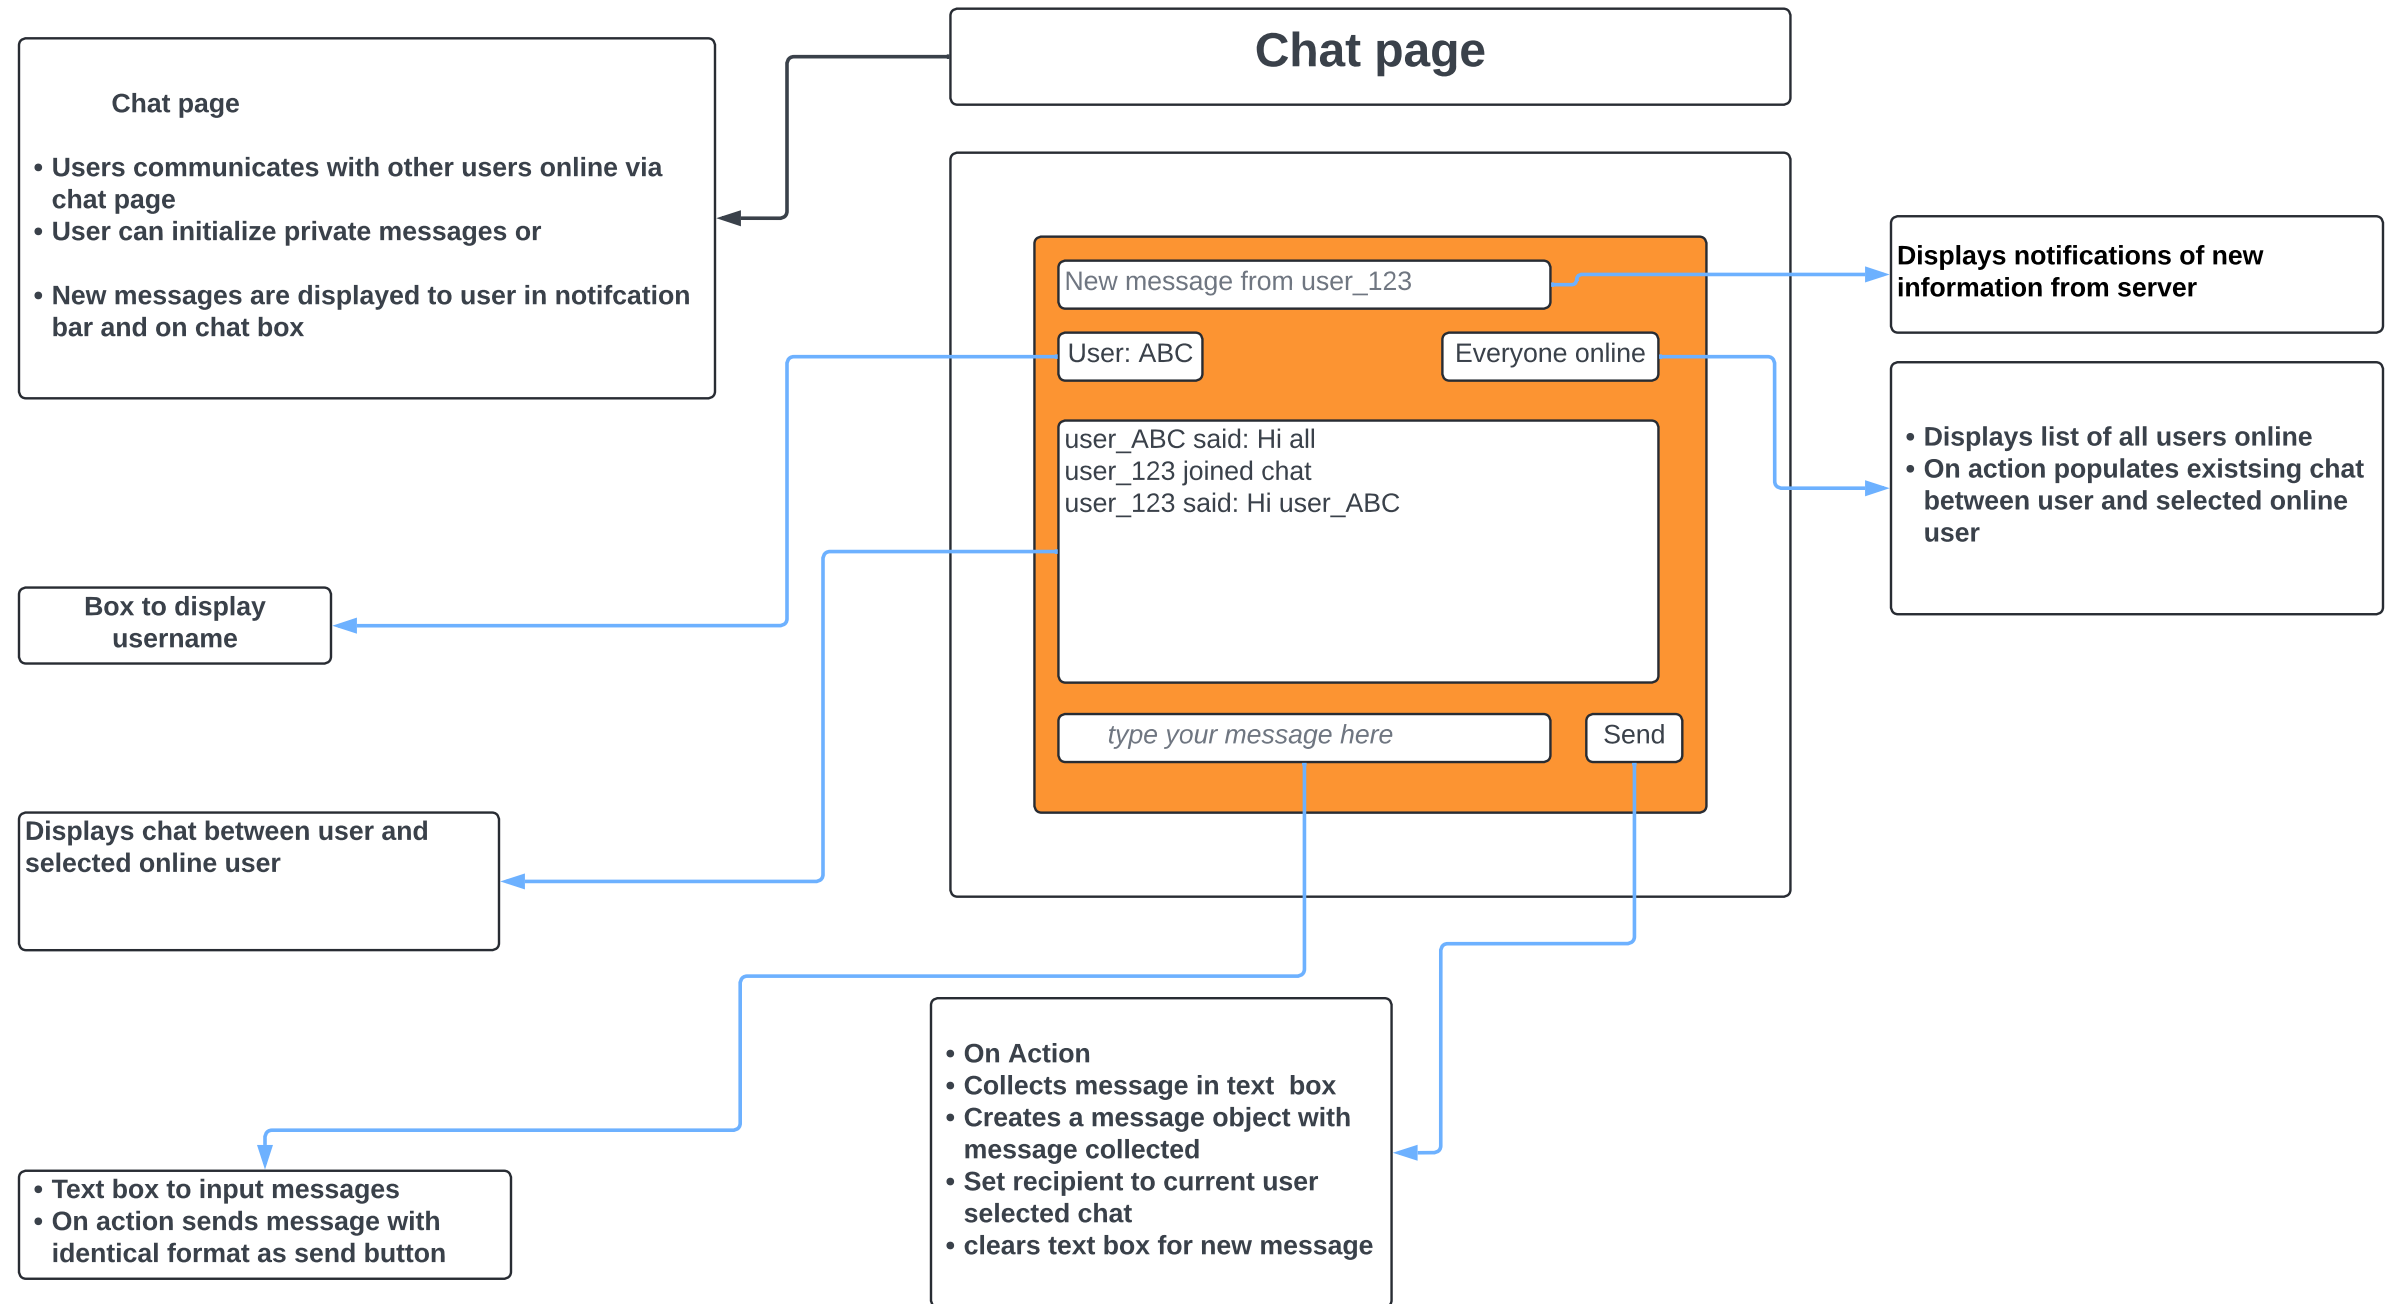 Chat page
Chat page
• Users communicates with other users online via
chat page
• User can initialize private messages or
• New messages are displayed to user in notifcation
bar and on chat box
New message from user_123
User: ABC
Everyone online
user_ABC said: Hi all
user_123 joined chat
user_123 said: Hi user_ABC
type your message here
Send
Displays notifications of new
information from server
• Displays list of all users online
• On action populates existsing chat
between user and selected online
user
Box to display
username
Displays chat between user and
selected online user
• Text box to input messages
• On action sends message with
identical format as send button
• On Action
• Collects message in text  box
• Creates a message object with
message collected
• Set recipient to current user
selected chat
• clears text box for new message